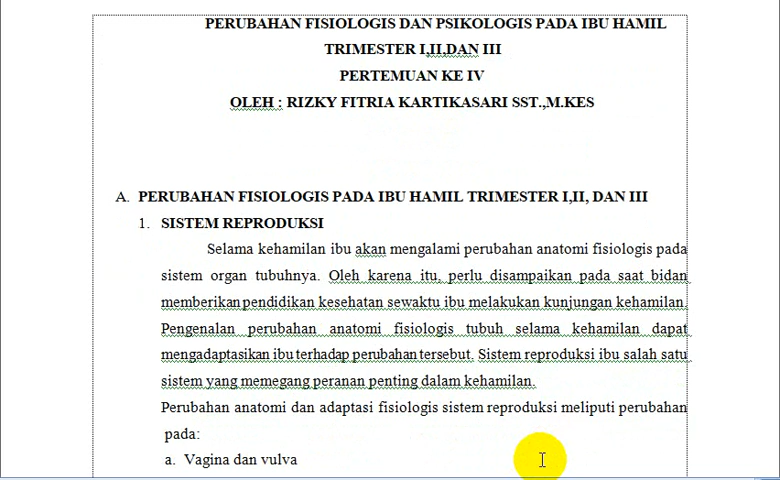 PERUBAHAN FISIOLOGIS DAN PSIKOLOGIS PADA IBU HAMIL
TRIMESTER I,II,DAN III
PERTEMUAN KE IV
OLEH : RIZKY FITRIA KARTIKASARI SST.,M.KES
A. PERUBAHAN FISIOLOGIS PADA IBU HAMIL TRIMESTER I,II, DAN III
1. SISTEM REPRODUKSI
Selama kehamilan ibu akan mengalami perubahan anatomi fisiologis pada
sistem organ tubuhnya. Oleh karena itu, perlu disampaikan pada saat bidan
memberikan pendidikan kesehatan sewaktu ibu melakukan kunjungan kehamilan.
Pengenalan perubahan anatomi fisiologis tubuh selama kehamilan dapat
mengadaptasikan ibu terhadap perubahan tersebut. Sistem reproduksi ibu salah satu
sistem yang memegang peranan penting dalam kehamilan.
Perubahan anatomi dan adaptasi fisiologis sistem reproduksi meliputi perubahan
pada:
a. Vagina dan vulva